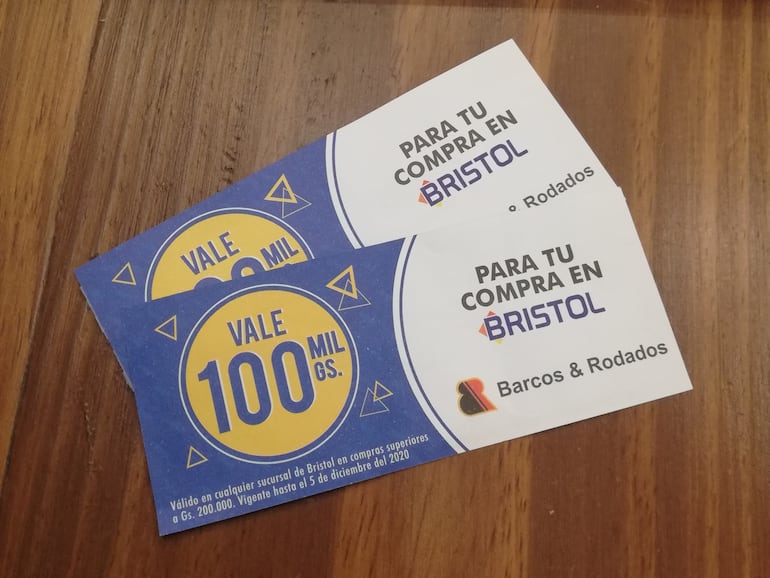 PARA TU
COMPRA EN
BRISTOL
& Rodados
VALE
MIL
PARA TU
COMPRA EN
BRISTOL
Barcos & Rodados
VALE
100 MIL
GS.
Válido en cualquier sucursal de Bristol en compras superiores
a Gs. 200.000. Vigente hasta el 5 de diciembre del 2020